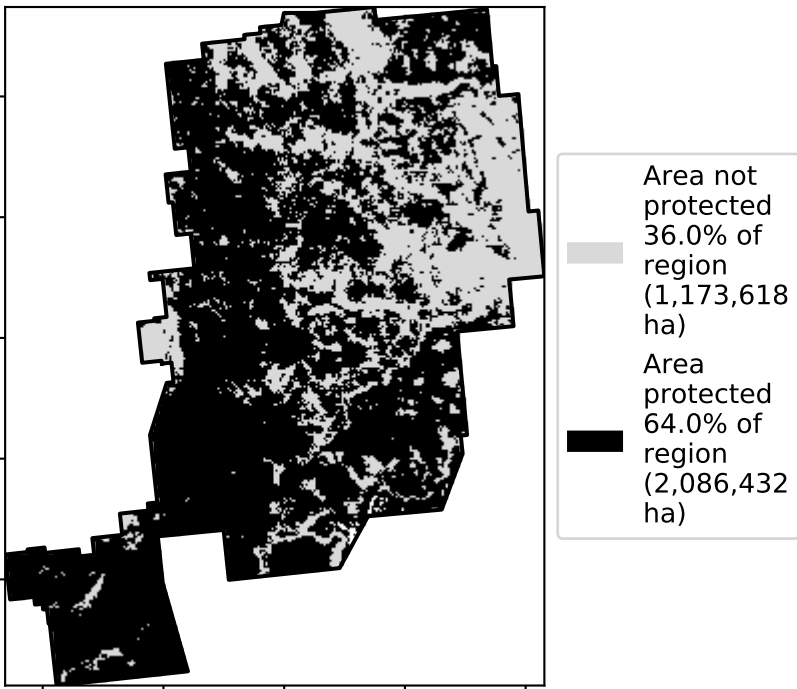 Area not
protected
36.0% of
region
(1,173,618
ha)
Area
protected
64.0% of
region
(2,086,432
ha)